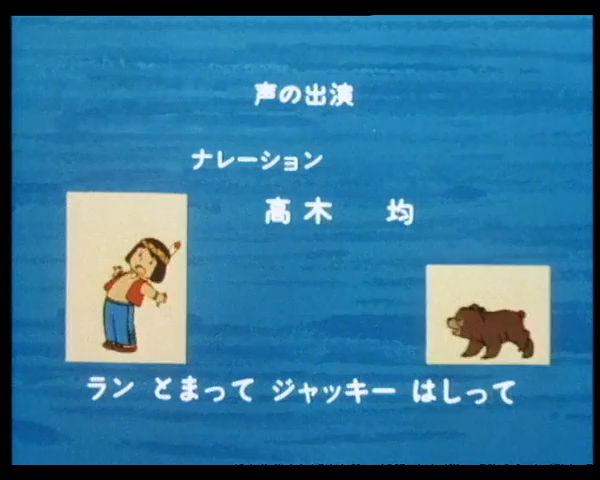 声の出演
ナレーション
高木 均
ラン とまって ジャッキー はしって